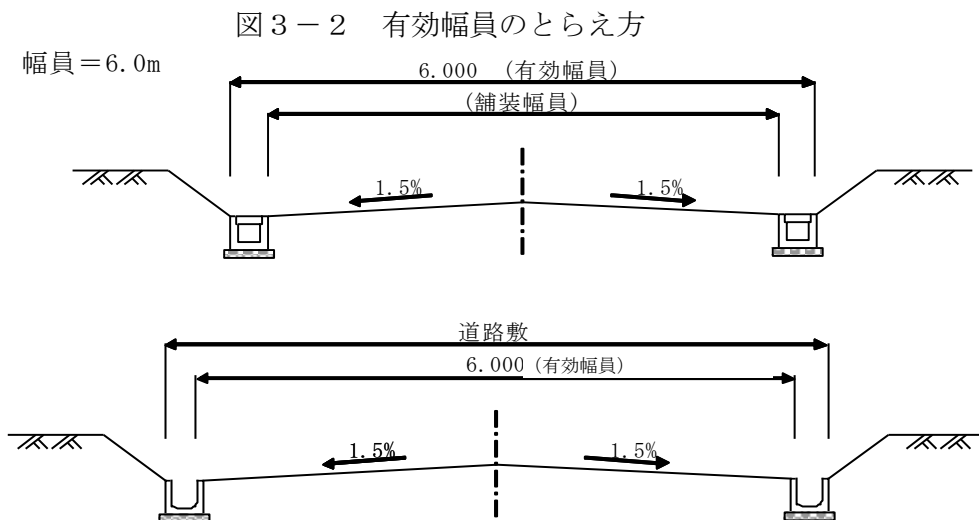 図3－2 有効幅員のとらえ方
幅員＝6.0m
6.000 (有効幅員)
(舗装幅員)
1.5% 1.5%
道路敷
6.000 (有効幅員)
1.5% 1.5%